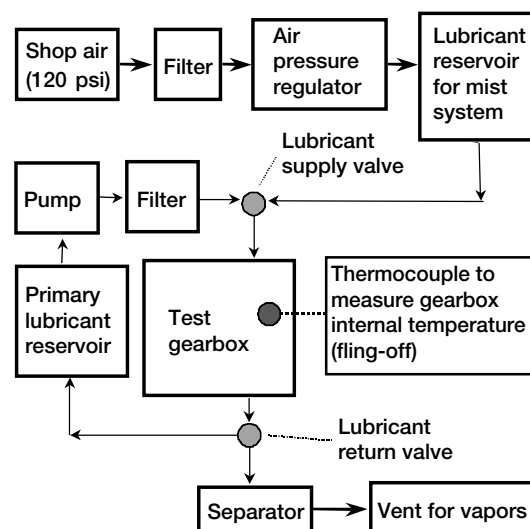 Shop air
(120 psi)
Filter
Air
pressure
regulator
Lubricant
reservoir
for mist
system
Lubricant
supply valve
Pump
Filter
Primary
lubricant
reservoir
Test
gearbox
Thermocouple to
measure gearbox
internal temperature
(fling-off)
Lubricant
return valve
Separator
Vent for vapors